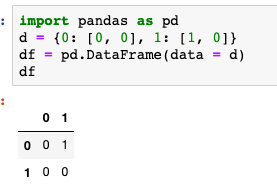 :
import pandas as pd
d = {0: [0, 0], 1: [1, 0]}
df = pd.DataFrame(data = d)
df
:
0 1
0 0 1
1 0 0